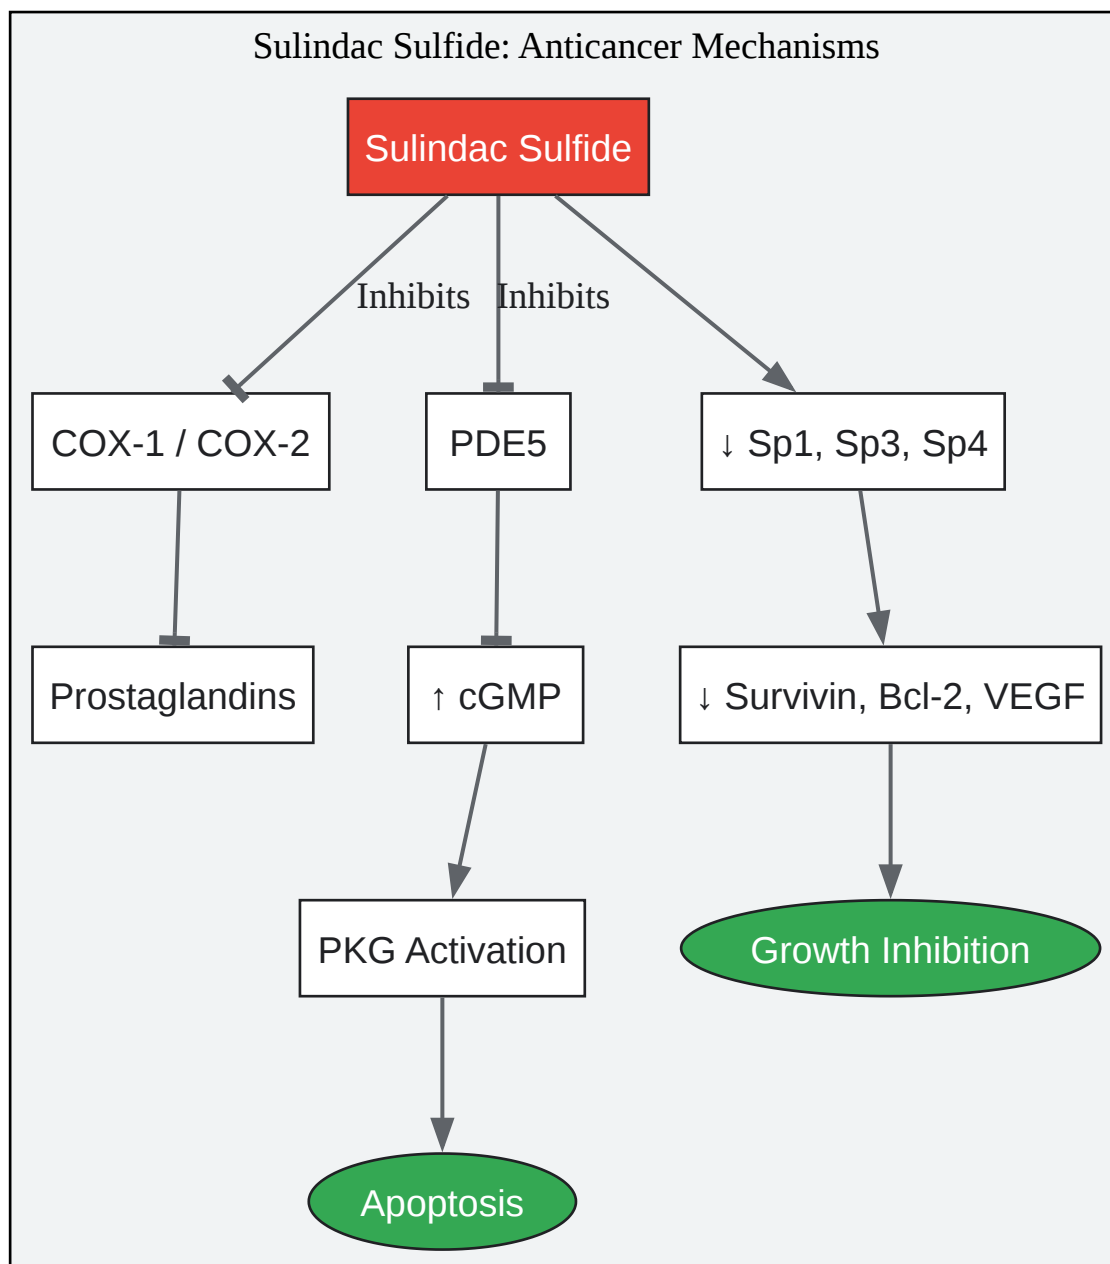 Sulindac Sulfide: Anticancer Mechanisms
Sulindac Sulfide
Inhibits
Inhibits
COX-1 / COX-2
PDE5
↓ Sp1, Sp3, Sp4
Prostaglandins
↑ cGMP
↓ Survivin, Bcl-2, VEGF
PKG Activation
Growth Inhibition
Apoptosis